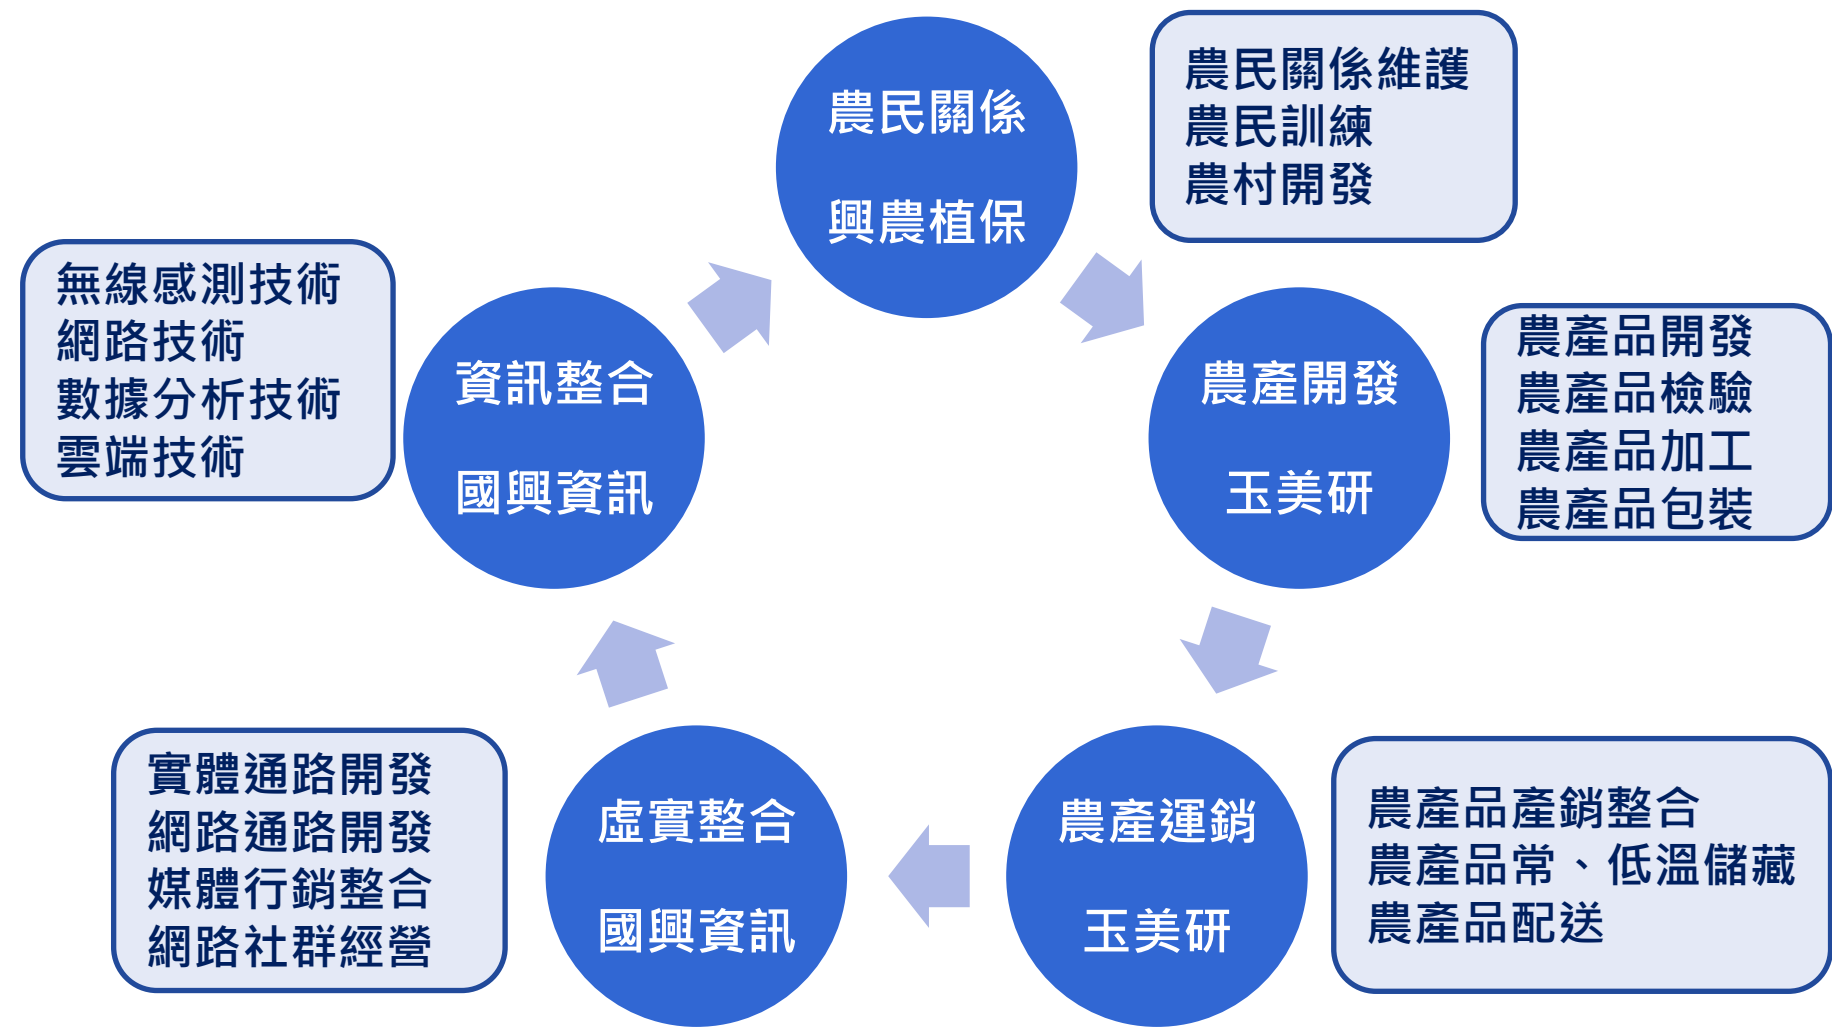 農民關係
興農植保
農民關係維護
農民訓練
農村開發
農產開發
玉美研
農產品開發
農產品檢驗
農產品加工
農產品包裝
農產運銷
玉美研
農產品產銷整合
農產品常、低溫儲藏
農產品配送
虛實整合
國興資訊
實體通路開發
網路通路開發
媒體行銷整合
網路社群經營
資訊整合
國興資訊
無線感測技術
網路技術
數據分析技術
雲端技術